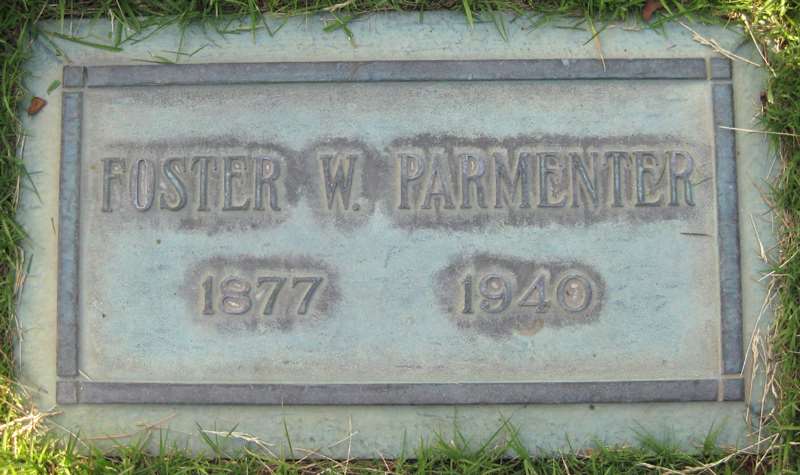 FOSTER W. PARMENTER
1877 1940